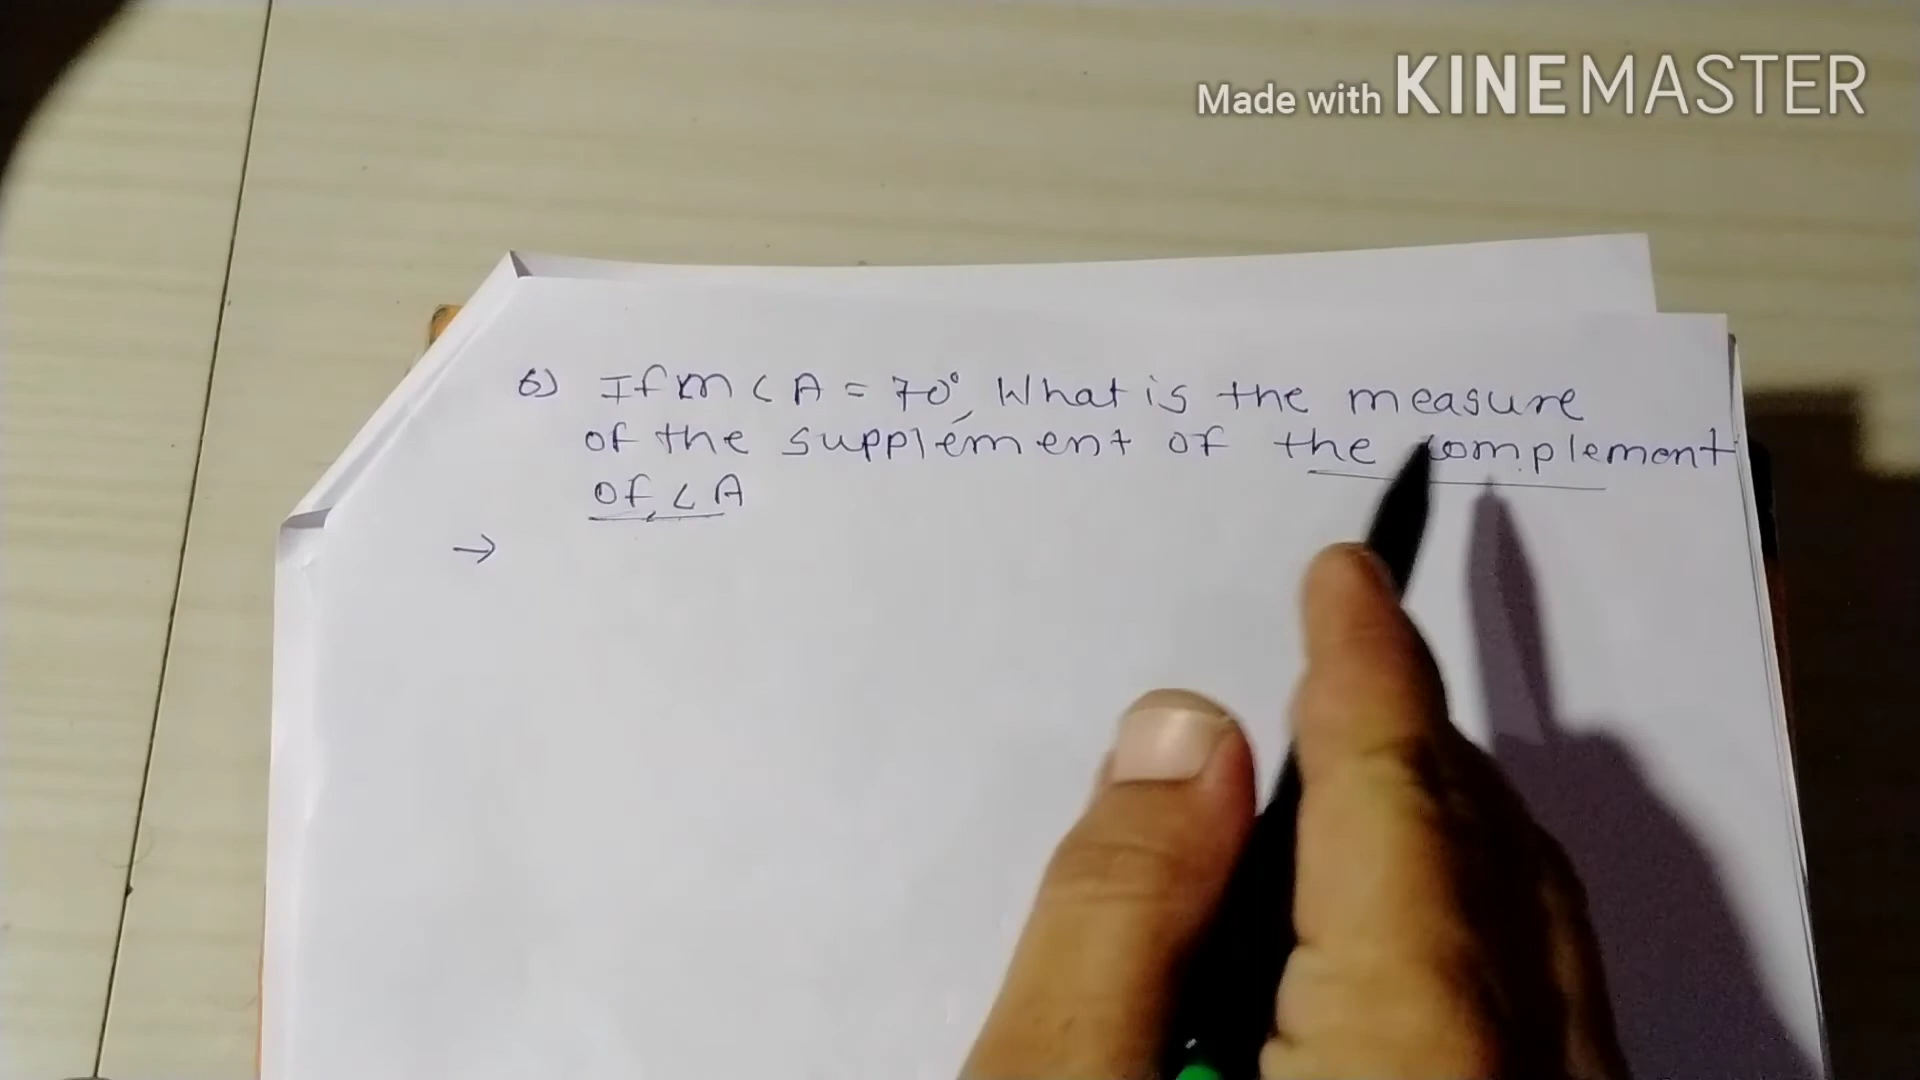 Made with KINEMASTER
6) If m < A = 70°, What is the measure
of the supplement of the complement
of < A
→